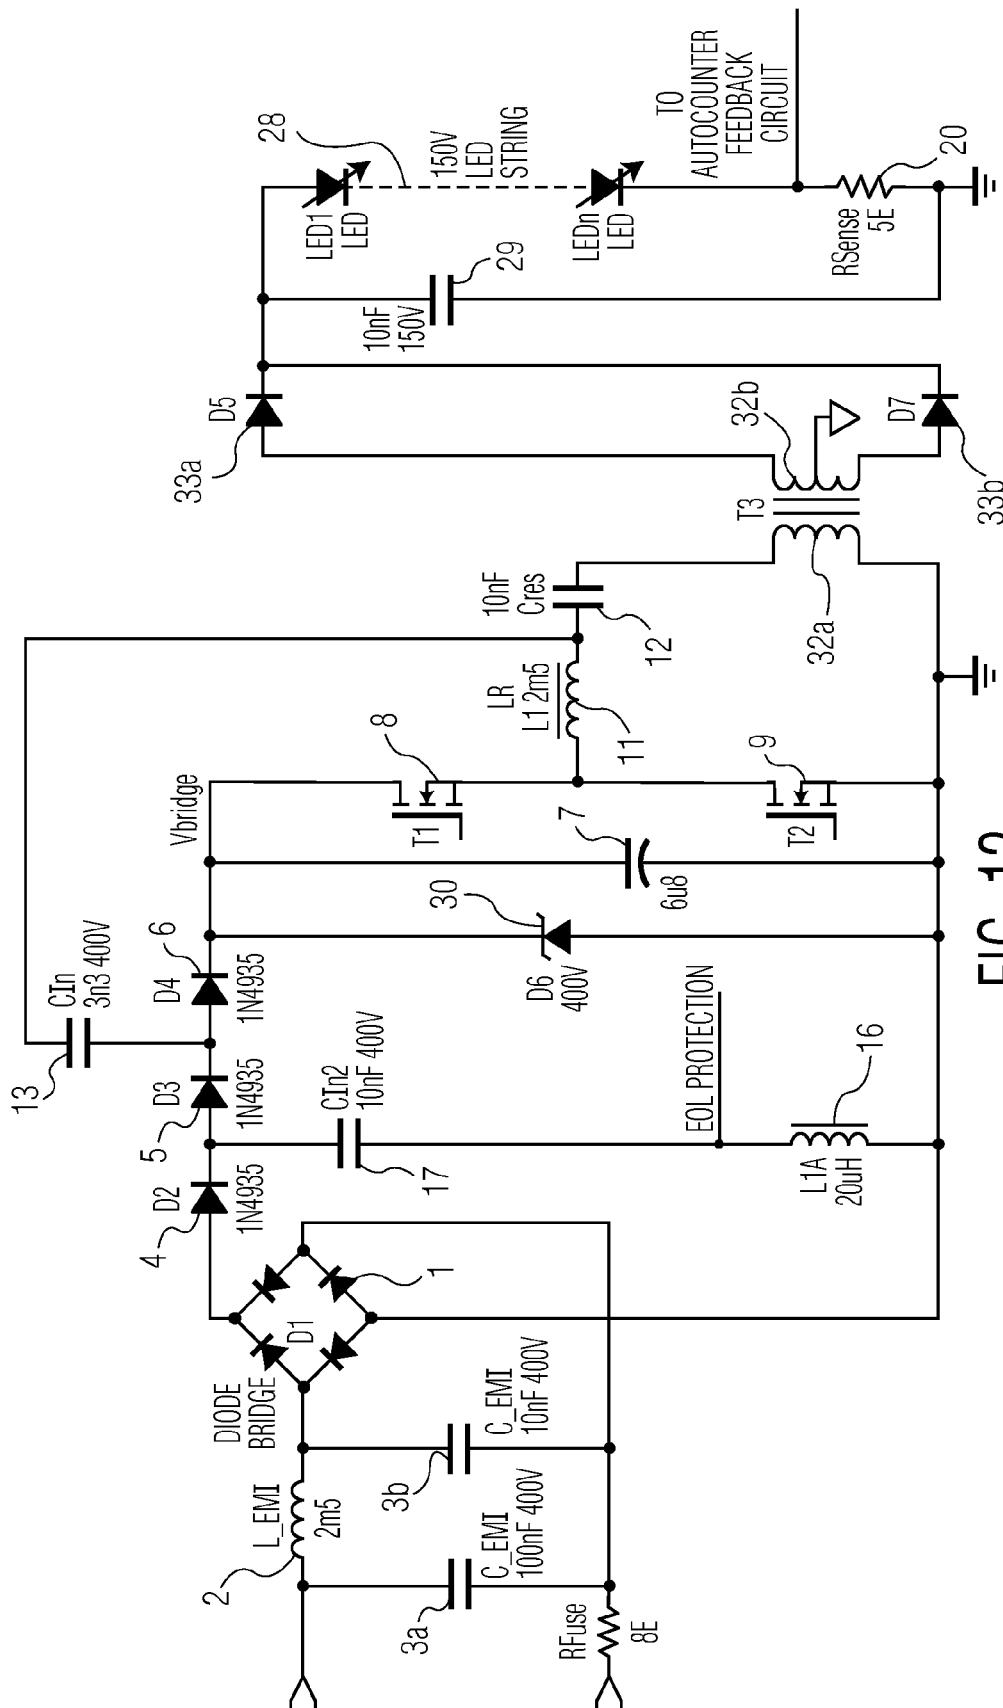 RFuse
8E
2
L_EMI
2m5
3a
C_EMI
100nF 400V
3b
C_EMI
10nF 400V
DIODE
BRIDGE
D1
1
4
D2
1N4935
5
D3
1N4935
13
CIn
3n3 400V
D4
6
1N4935
CIn2
10nF 400V
17
EOL PROTECTION
L1A
20uH
16
30
D6
400V
7
6u8
Vbridge
T1
8
T2
9
LR
L1 2m5
11
10nF
Cres
12
32a
T3
32b
33a
D5
D7
33b
10nF
150V
29
LED1
LED
28
150V
LED
STRING
LEDn
LED
TO
AUTOCOUNTER
FEEDBACK
CIRCUIT
RSense
5E
20